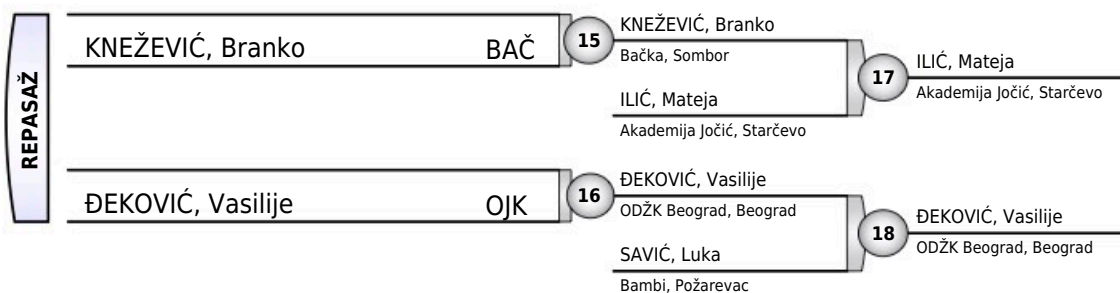 REPASAŽ
KNEŽEVIĆ, Branko BAČ
15
KNEŽEVIĆ, Branko
Bačka, Sombor
ILIĆ, Mateja
Akademija Jočić, Starčevo
17
ILIĆ, Mateja
Akademija Jočić, Starčevo
ĐEKOVIĆ, Vasilije OJK
16
ĐEKOVIĆ, Vasilije
ODŽK Beograd, Beograd
SAVIĆ, Luka
Bambi, Požarevac
18
ĐEKOVIĆ, Vasilije
ODŽK Beograd, Beograd